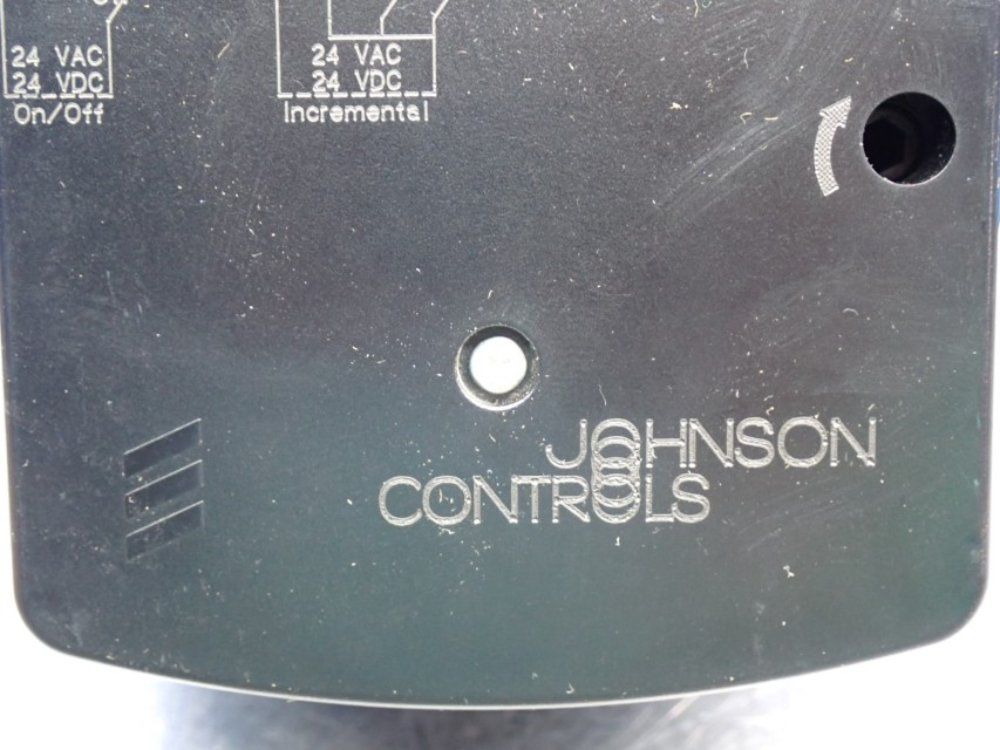 24 VAC
24 VDC
On/Off
24 VAC
24 VDC
Incremental
JOHNSON
CONTROLS